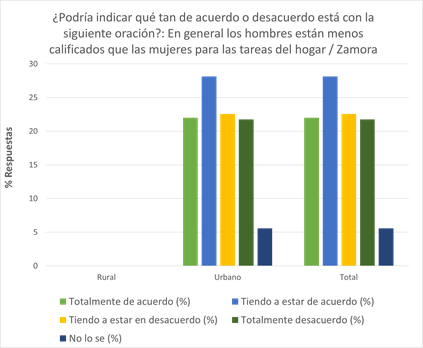 ¿Podría indicar qué tan de acuerdo o desacuerdo está con la
siguiente oración?: En general los hombres están menos
calificados que las mujeres para las tareas del hogar / Zamora
30
25
20
15
10
5
0
% Respuestas
Rural Urbano Total
Totalmente de acuerdo (%) Tiendo a estar de acuerdo (%)
Tiendo a estar en desacuerdo (%) Totalmente desacuerdo (%)
No lo se (%)